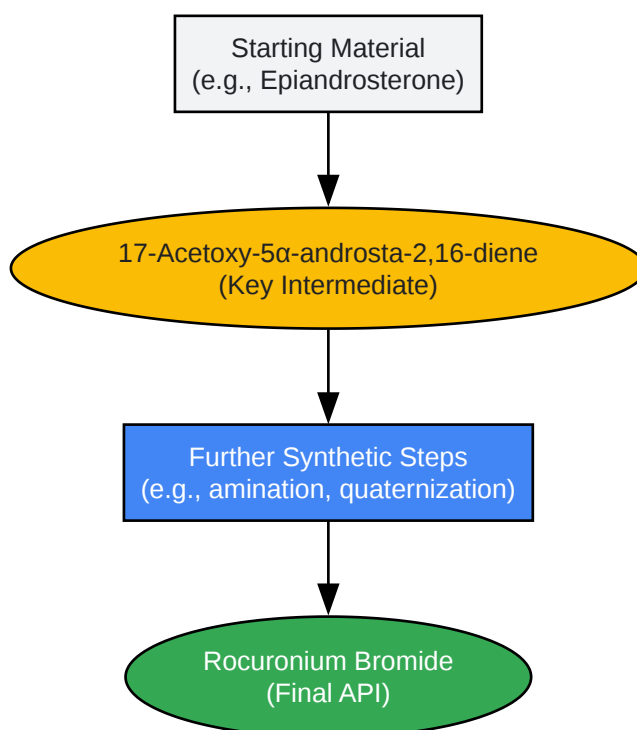 Starting Material
(e.g., Epiandrosterone)
17-Acetoxy-5α-androsta-2,16-diene
(Key Intermediate)
Further Synthetic Steps
(e.g., amination, quaternization)
Rocuronium Bromide
(Final API)